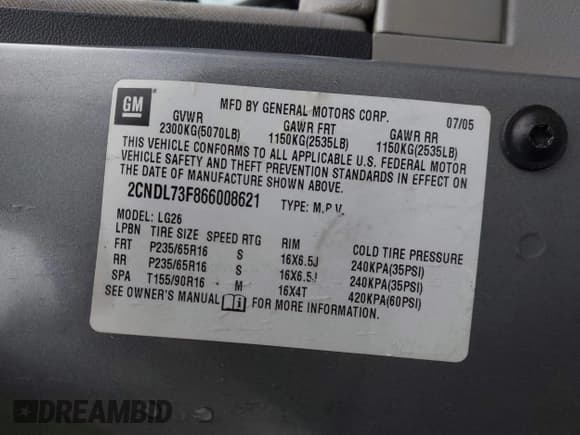 GM
MFD BY GENERAL MOTORS CORP. 07/05
GVWR GAWR FRT GAWR RR
2300KG(5070LB) 1150KG(2535LB) 1150KG(2535LB)
THIS VEHICLE CONFORMS TO ALL APPLICABLE U.S. FEDERAL MOTOR
VEHICLE SAFETY AND THEFT PREVENTION STANDARDS IN EFFECT ON
THE DATE OF MANUFACTURE SHOWN ABOVE.
2CNDL73F866008621 TYPE: M.P.V.
MODEL: LG26
LPBN TIRE SIZE SPEED RTG RIM COLD TIRE PRESSURE
FRT P235/65R16 S 16X6.5J 240KPA(35PSI)
RR P235/65R16 S 16X6.5J 240KPA(35PSI)
SPA T155/90R16 M 16X4T 420KPA(60PSI)
SEE OWNER'S MANUAL i FOR MORE INFORMATION.
DREAMBID